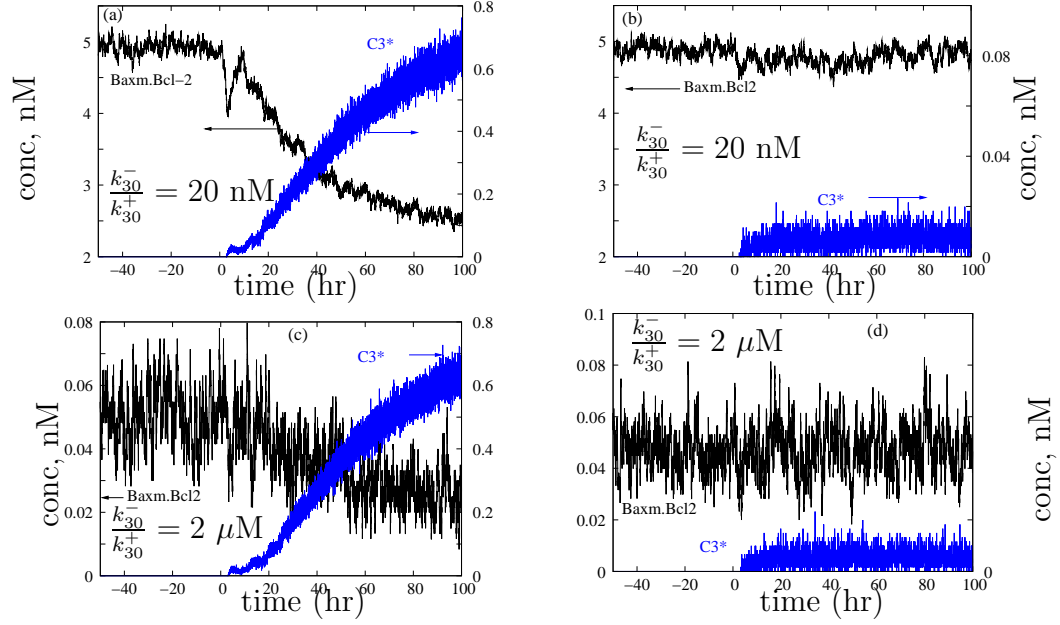 (a)
C3*
Baxm.Bcl−2
k30− / k30+ = 20 nM
conc, nM
5
4
3
2
0.8
0.6
0.4
0.2
0
−40 −20 0 20 40 60 80 100
time (hr)
(b)
Baxm.Bcl2
k30− / k30+ = 20 nM
C3*
5
4.5
4
3.5
3
2.5
2
0.08
0.04
0
conc, nM
−40 −20 0 20 40 60 80 100
time (hr)
(c)
C3*
Baxm.Bcl2
k30− / k30+ = 2 μM
conc, nM
0.08
0.06
0.04
0.02
0
0.8
0.6
0.4
0.2
0
−40 −20 0 20 40 60 80 100
time (hr)
k30− / k30+ = 2 μM
(d)
Baxm.Bcl2
C3*
0.1
0.08
0.06
0.04
0.02
0
0
conc, nM
−40 −20 0 20 40 60 80 100
time (hr)